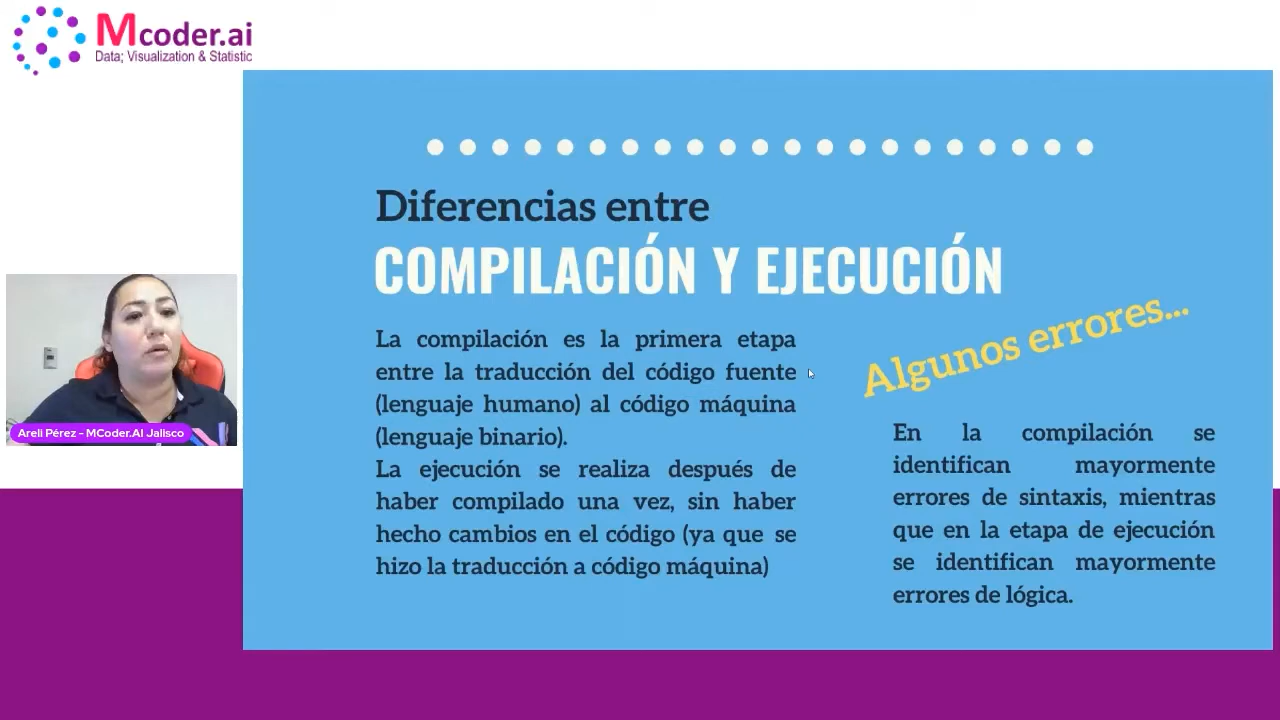 Mcoder.ai
Data; Visualization & Statistic
Diferencias entre
COMPILACIÓN Y EJECUCIÓN
La compilación es la primera etapa
entre la traducción del código fuente
(lenguaje humano) al código máquina
(lenguaje binario).
La ejecución se realiza después de
haber compilado una vez, sin haber
hecho cambios en el código (ya que se
hizo la traducción a código máquina)
Algunos errores...
En la compilación se
identifican mayormente
errores de sintaxis, mientras
que en la etapa de ejecución
se identifican mayormente
errores de lógica.
Areli Pérez - MCoder.AI Jalisco